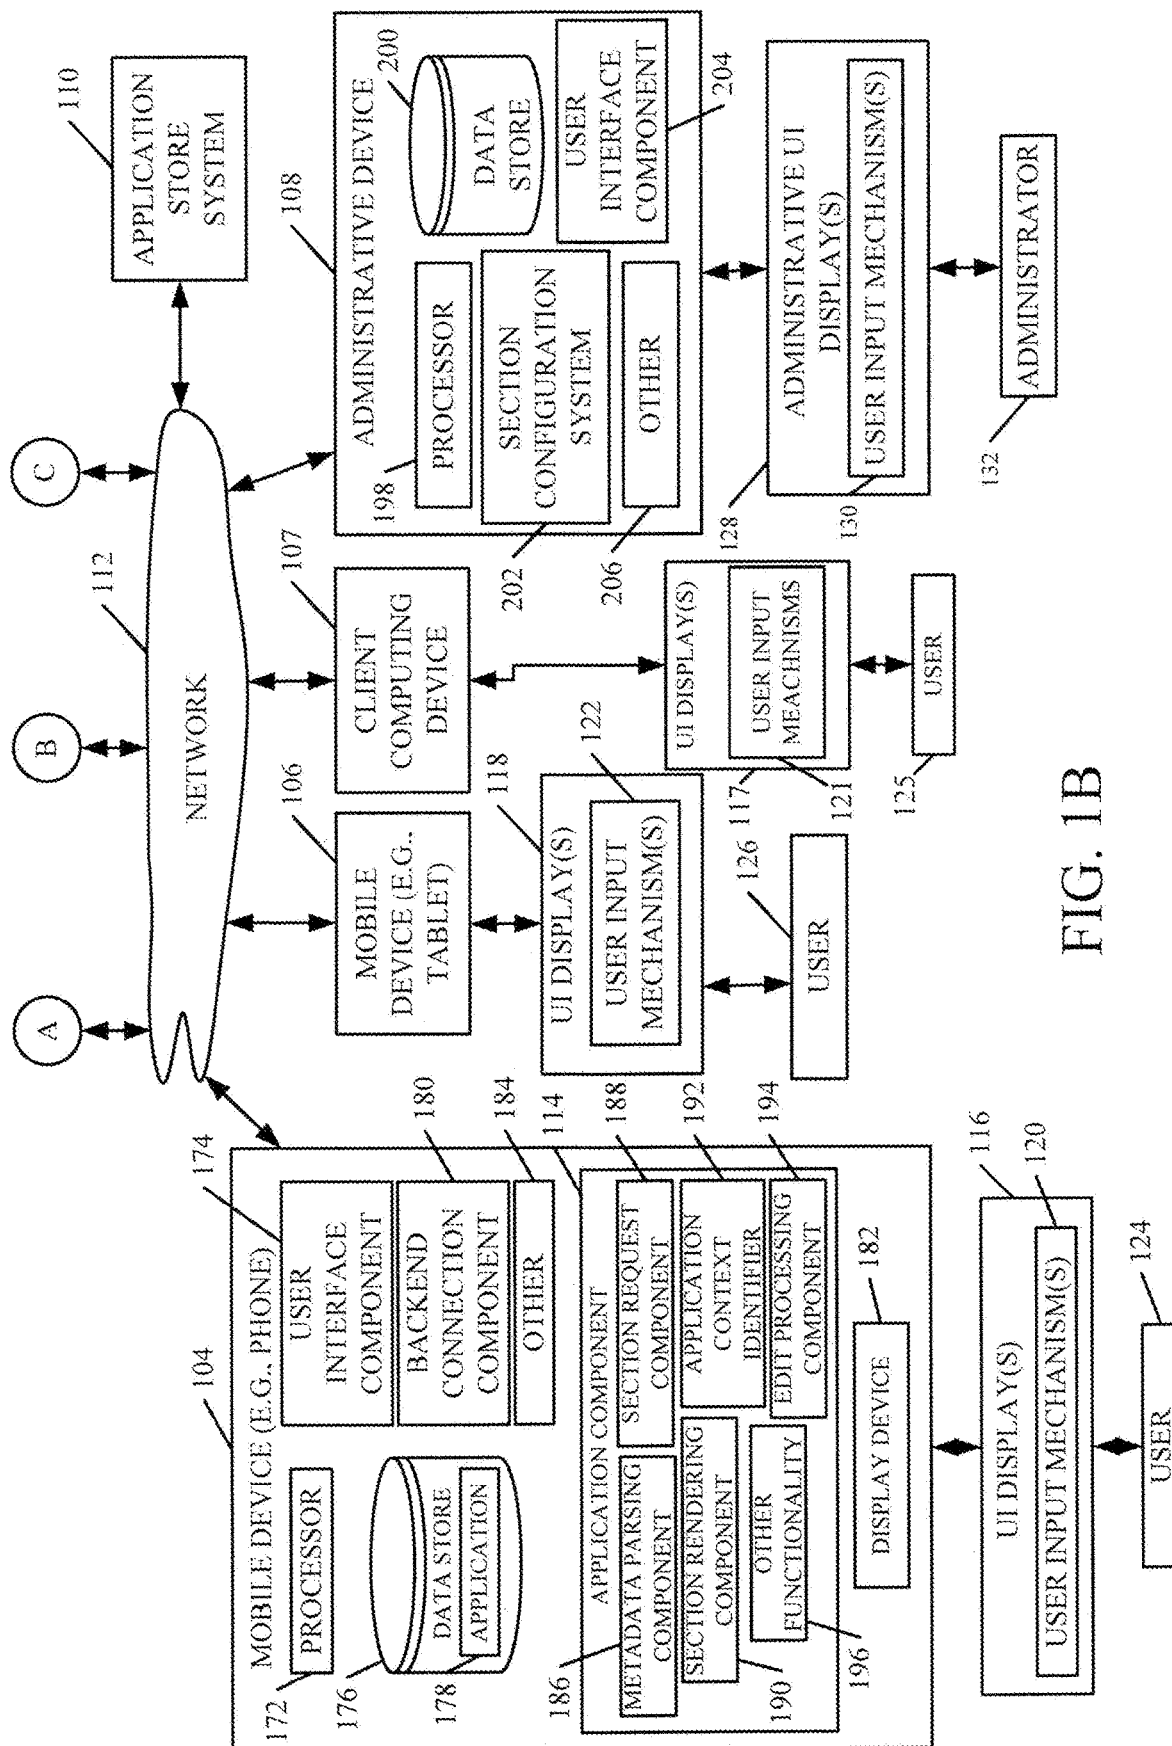 A
B
C
112
NETWORK
110
APPLICATION
STORE
SYSTEM
104
MOBILE DEVICE (E.G., PHONE)
172
PROCESSOR
174
USER
INTERFACE
COMPONENT
176
DATA STORE
178
APPLICATION
180
BACKEND
CONNECTION
COMPONENT
184
OTHER
114
APPLICATION COMPONENT
186
METADATA PARSING
COMPONENT
188
SECTION REQUEST
COMPONENT
190
SECTION RENDERING
COMPONENT
192
APPLICATION
CONTEXT
IDENTIFIER
194
EDIT PROCESSING
COMPONENT
196
OTHER
FUNCTIONALITY
182
DISPLAY DEVICE
116
UI DISPLAY(S)
120
USER INPUT MECHANISM(S)
124
USER
106
MOBILE
DEVICE (E.G.,
TABLET)
118
UI DISPLAY(S)
122
USER INPUT
MECHANISM(S)
126
USER
107
CLIENT
COMPUTING
DEVICE
UI DISPLAY(S)
117
USER INPUT
MEACHNISMS
121
125
USER
108
ADMINISTRATIVE DEVICE
198
PROCESSOR
200
DATA
STORE
202
SECTION
CONFIGURATION
SYSTEM
204
USER
INTERFACE
COMPONENT
206
OTHER
128
ADMINISTRATIVE UI
DISPLAY(S)
130
USER INPUT MECHANISM(S)
132
ADMINISTRATOR
FIG. 1B